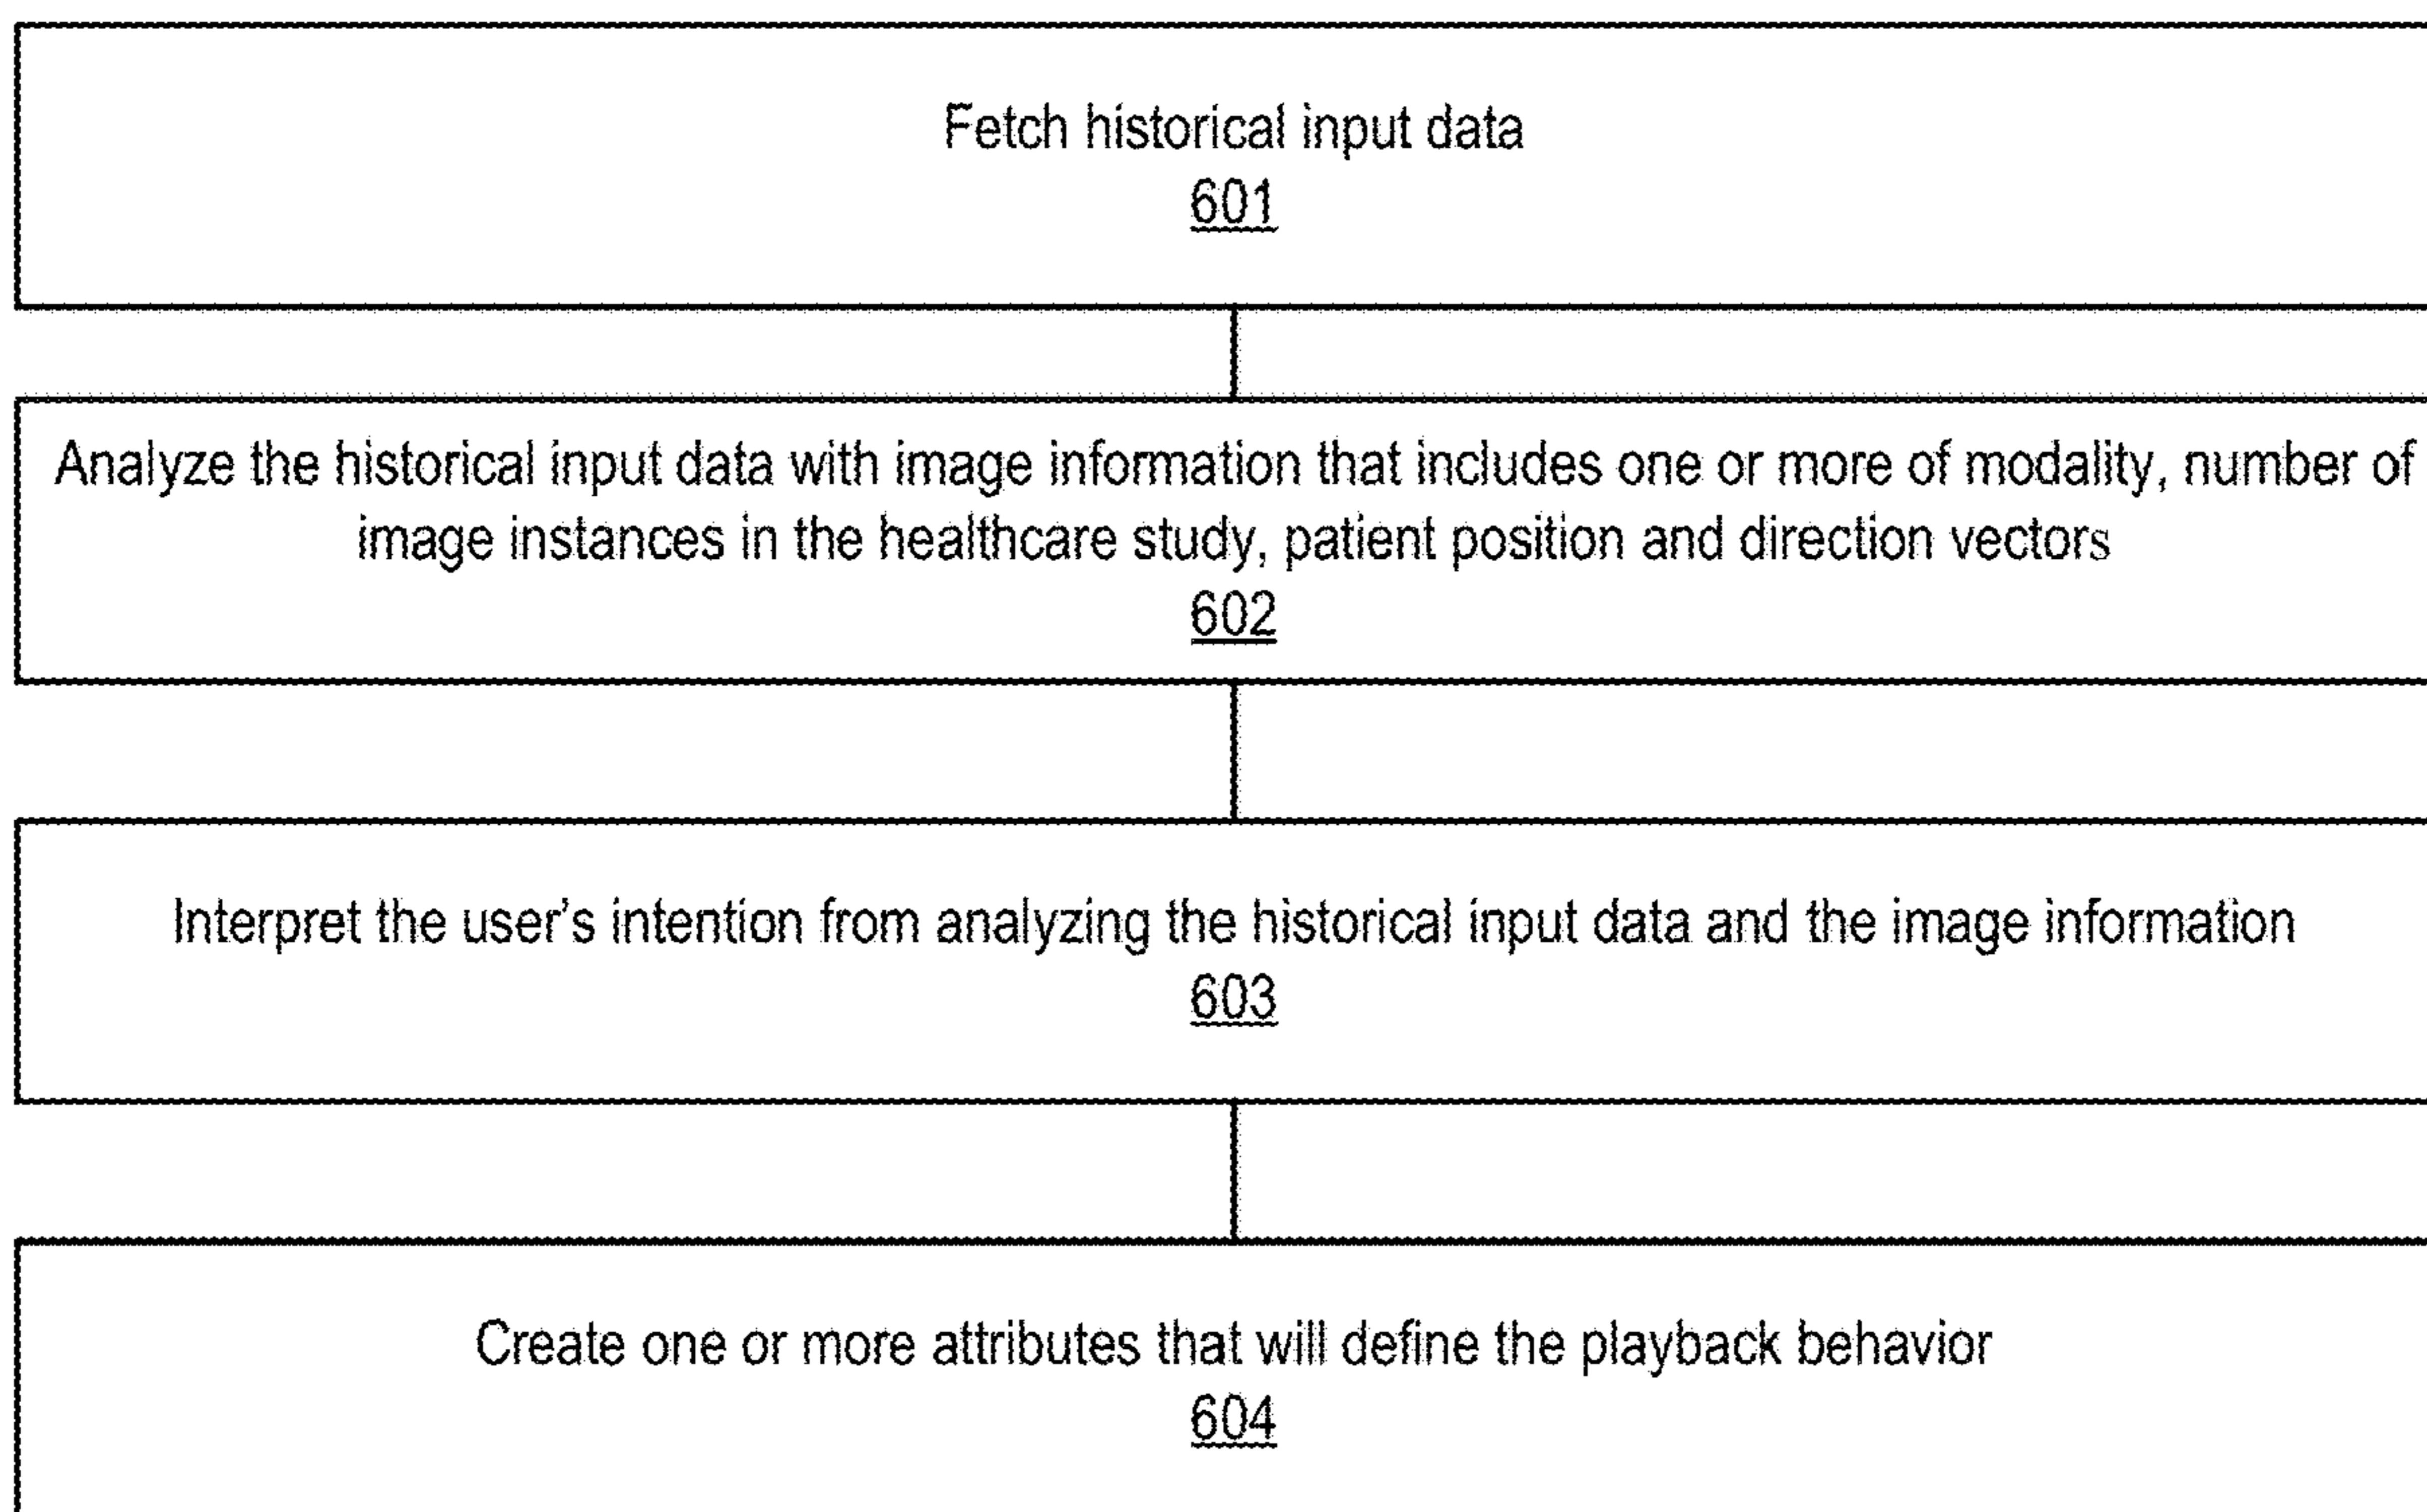 Fetch historical input data
601
Analyze the historical input data with image information that includes one or more of modality, number of
image instances in the healthcare study, patient position and direction vectors
602
Interpret the user's intention from analyzing the historical input data and the image information
603
Create one or more attributes that will define the playback behavior
604